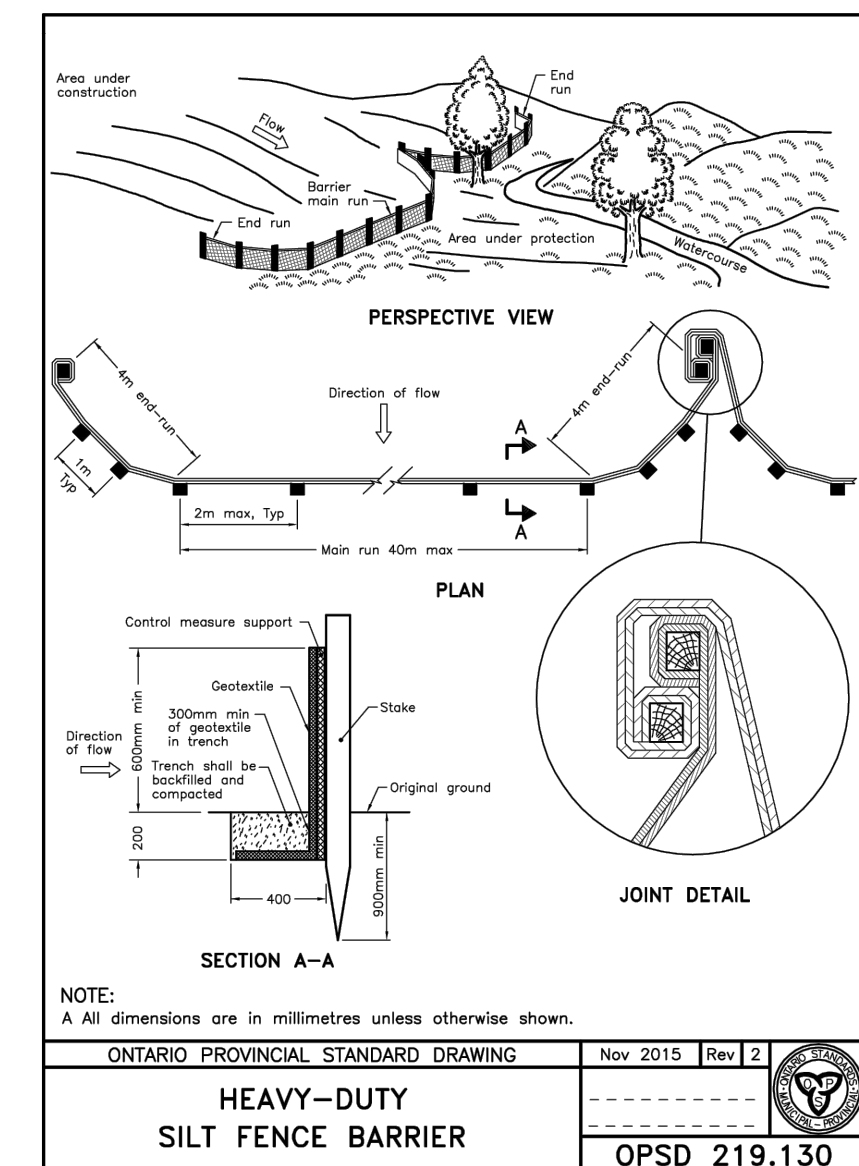 Area under
construction
Flow
End
run
Barrier
main run
End run
Area under protection
Watercourse
PERSPECTIVE VIEW
4m end-run
Direction of flow
4m end-run
1m
Typ
A
2m max, Typ
A
Main run 40m max
PLAN
Control measure support
Geotextile
300mm min
of geotextile
in trench
Stake
Direction
of flow
600mm min
Trench shall be
backfilled and
compacted
Original ground
200
400
900mm min
SECTION A-A
JOINT DETAIL
NOTE:
A All dimensions are in millimetres unless otherwise shown.
ONTARIO PROVINCIAL STANDARD DRAWING
Nov 2015 Rev 2
HEAVY-DUTY
SILT FENCE BARRIER
OPSD 219.130
ONTARIO STANDARDS
MUNICIPAL - PROVINCIAL
O P
S